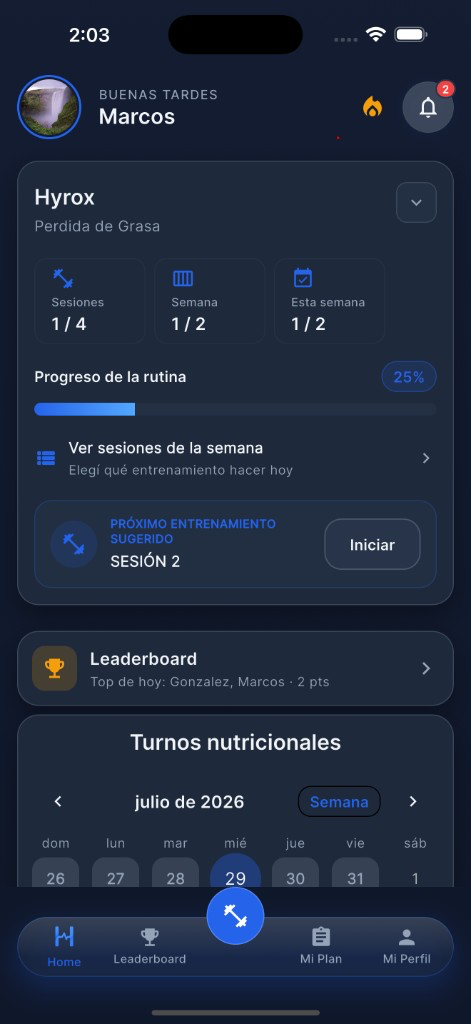 2:03
2
BUENAS TARDES
Marcos
Hyrox
Perdida de Grasa
Sesiones
1 / 4
Semana
1 / 2
Esta semana
1 / 2
Progreso de la rutina
25%
Ver sesiones de la semana
Elegí qué entrenamiento hacer hoy
PRÓXIMO ENTRENAMIENTO
SUGERIDO
SESIÓN 2
Iniciar
Leaderboard
Top de hoy: Gonzalez, Marcos · 2 pts
Turnos nutricionales
julio de 2026
Semana
dom lun mar mié jue vie sáb
26 27 28 29 30 31 1
Home
Leaderboard
Mi Plan
Mi Perfil